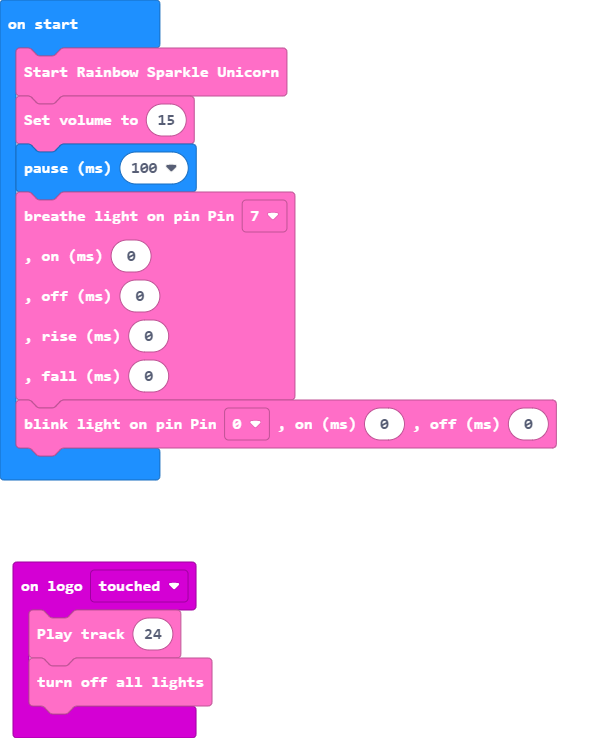 on start
Start Rainbow Sparkle Unicorn
Set volume to 15
pause (ms) 100
breathe light on pin Pin 7
, on (ms) 0
, off (ms) 0
, rise (ms) 0
, fall (ms) 0
blink light on pin Pin 0 , on (ms) 0 , off (ms) 0
on logo touched
Play track 24
turn off all lights